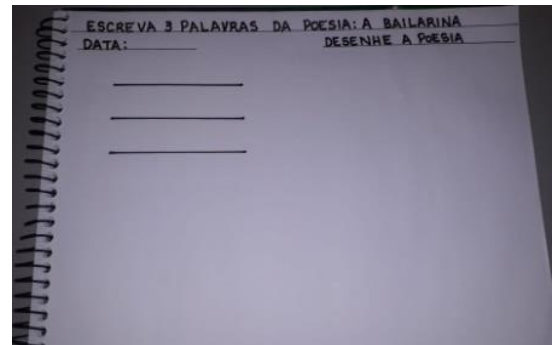 ESCREVA 3 PALAVRAS DA POESIA: A BAILARINA
DATA: DESENHE A POESIA